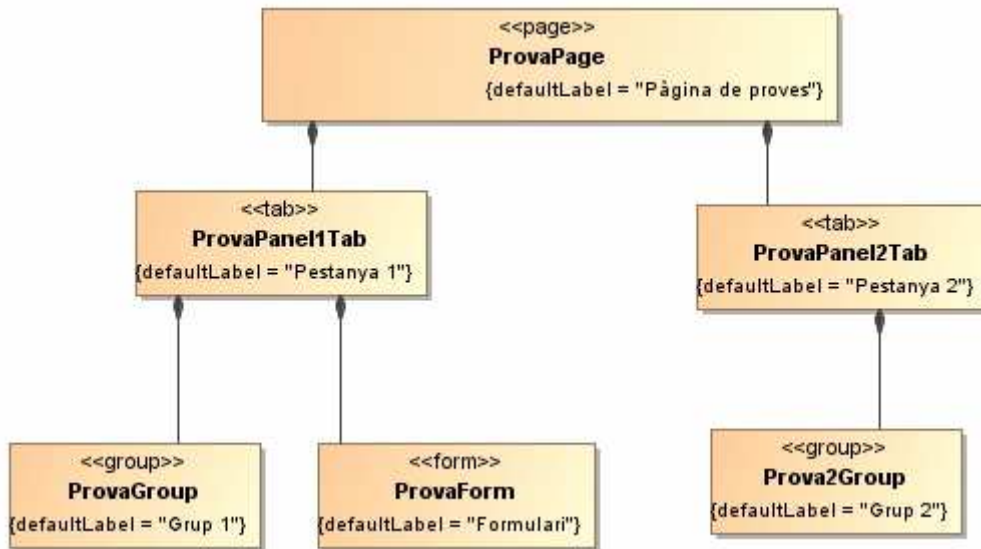 <<page>>
ProvaPage
{defaultLabel = "Pàgina de proves"}
<<tab>>
ProvaPanel1Tab
{defaultLabel = "Pestanya 1"}
<<tab>>
ProvaPanel2Tab
{defaultLabel = "Pestanya 2"}
<<group>>
ProvaGroup
{defaultLabel = "Grup 1"}
<<form>>
ProvaForm
{defaultLabel = "Formulari"}
<<group>>
Prova2Group
{defaultLabel = "Grup 2"}